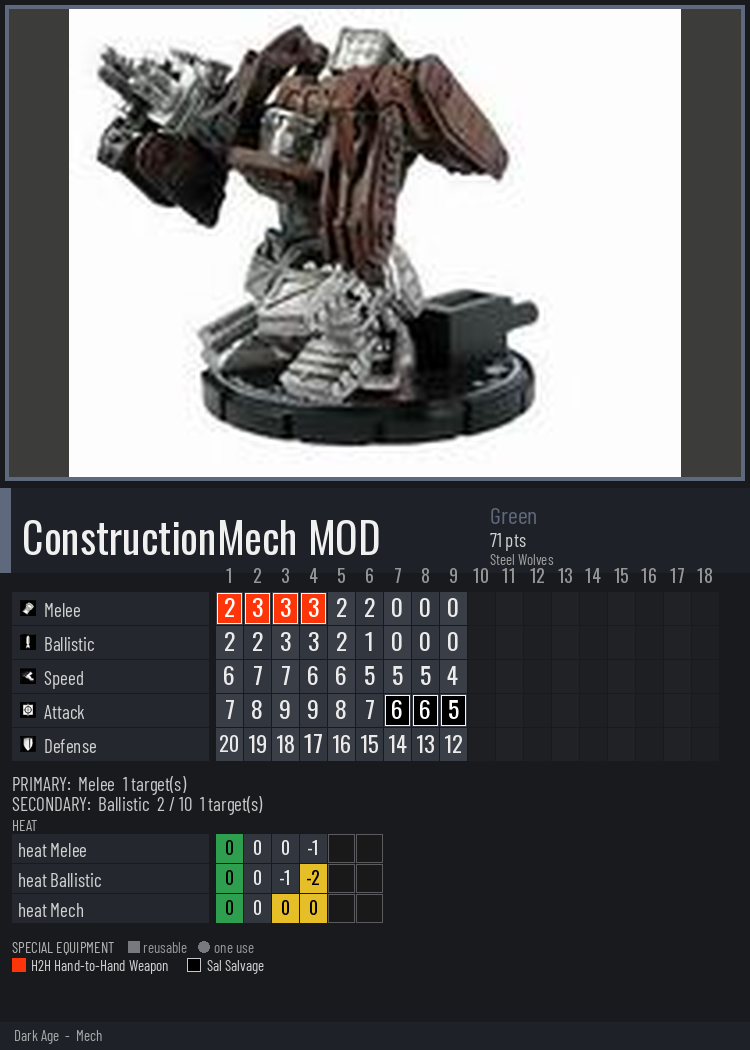 ConstructionMech MOD
Green
71 pts
Steel Wolves
1 2 3 4 5 6 7 8 9 10 11 12 13 14 15 16 17 18
Melee 2 3 3 3 2 2 0 0 0
Ballistic 2 2 3 3 2 1 0 0 0
Speed 6 7 7 6 6 5 5 5 4
Attack 7 8 9 9 8 7 6 6 5
Defense 20 19 18 17 16 15 14 13 12
PRIMARY: Melee 1 target(s)
SECONDARY: Ballistic 2 / 10 1 target(s)
HEAT
heat Melee 0 0 0 -1
heat Ballistic 0 0 -1 -2
heat Mech 0 0 0 0
SPECIAL EQUIPMENT reusable one use
H2H Hand-to-Hand Weapon Sal Salvage
Dark Age - Mech